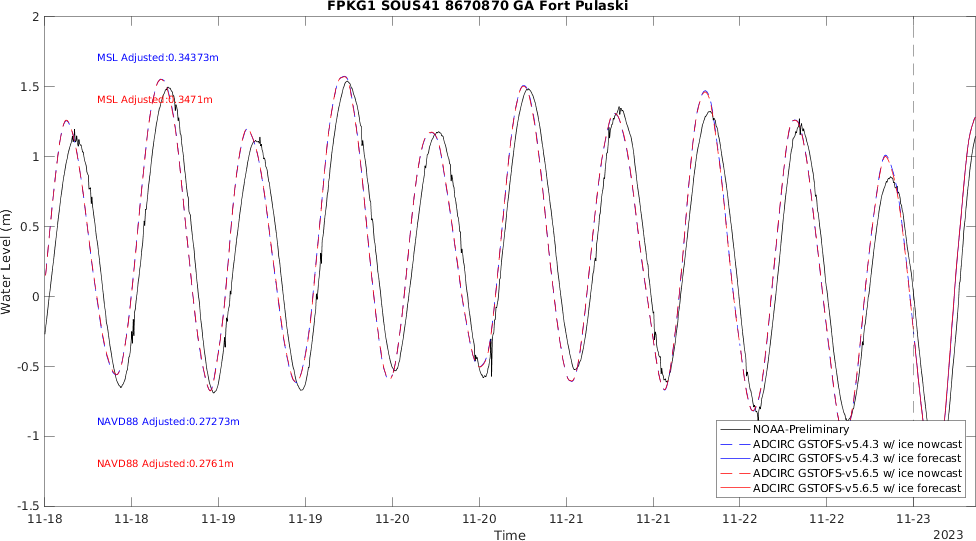 FPKG1 SOUS41 8670870 GA Fort Pulaski
2
MSL Adjusted:0.34373m
1.5
MSL Adjusted:0.3471m
1
0.5
Water Level (m)
0
-0.5
NAVD88 Adjusted:0.27273m
-1
NAVD88 Adjusted:0.2761m
-1.5
NOAA-Preliminary
ADCIRC GSTOFS-v5.4.3 w/ ice nowcast
ADCIRC GSTOFS-v5.4.3 w/ ice forecast
ADCIRC GSTOFS-v5.6.5 w/ ice nowcast
ADCIRC GSTOFS-v5.6.5 w/ ice forecast
11-18 11-18 11-19 11-19 11-20 11-20 11-21 11-21 11-22 11-22 11-23
Time
2023